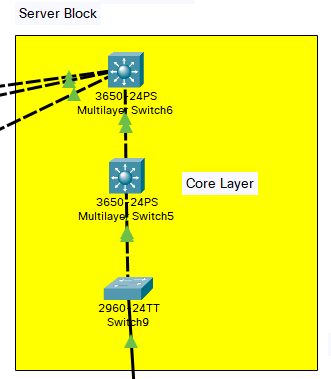 Server Block
3650-24PS
Multilayer Switch6
3650-24PS
Multilayer Switch5
Core Layer
2960-24TT
Switch9